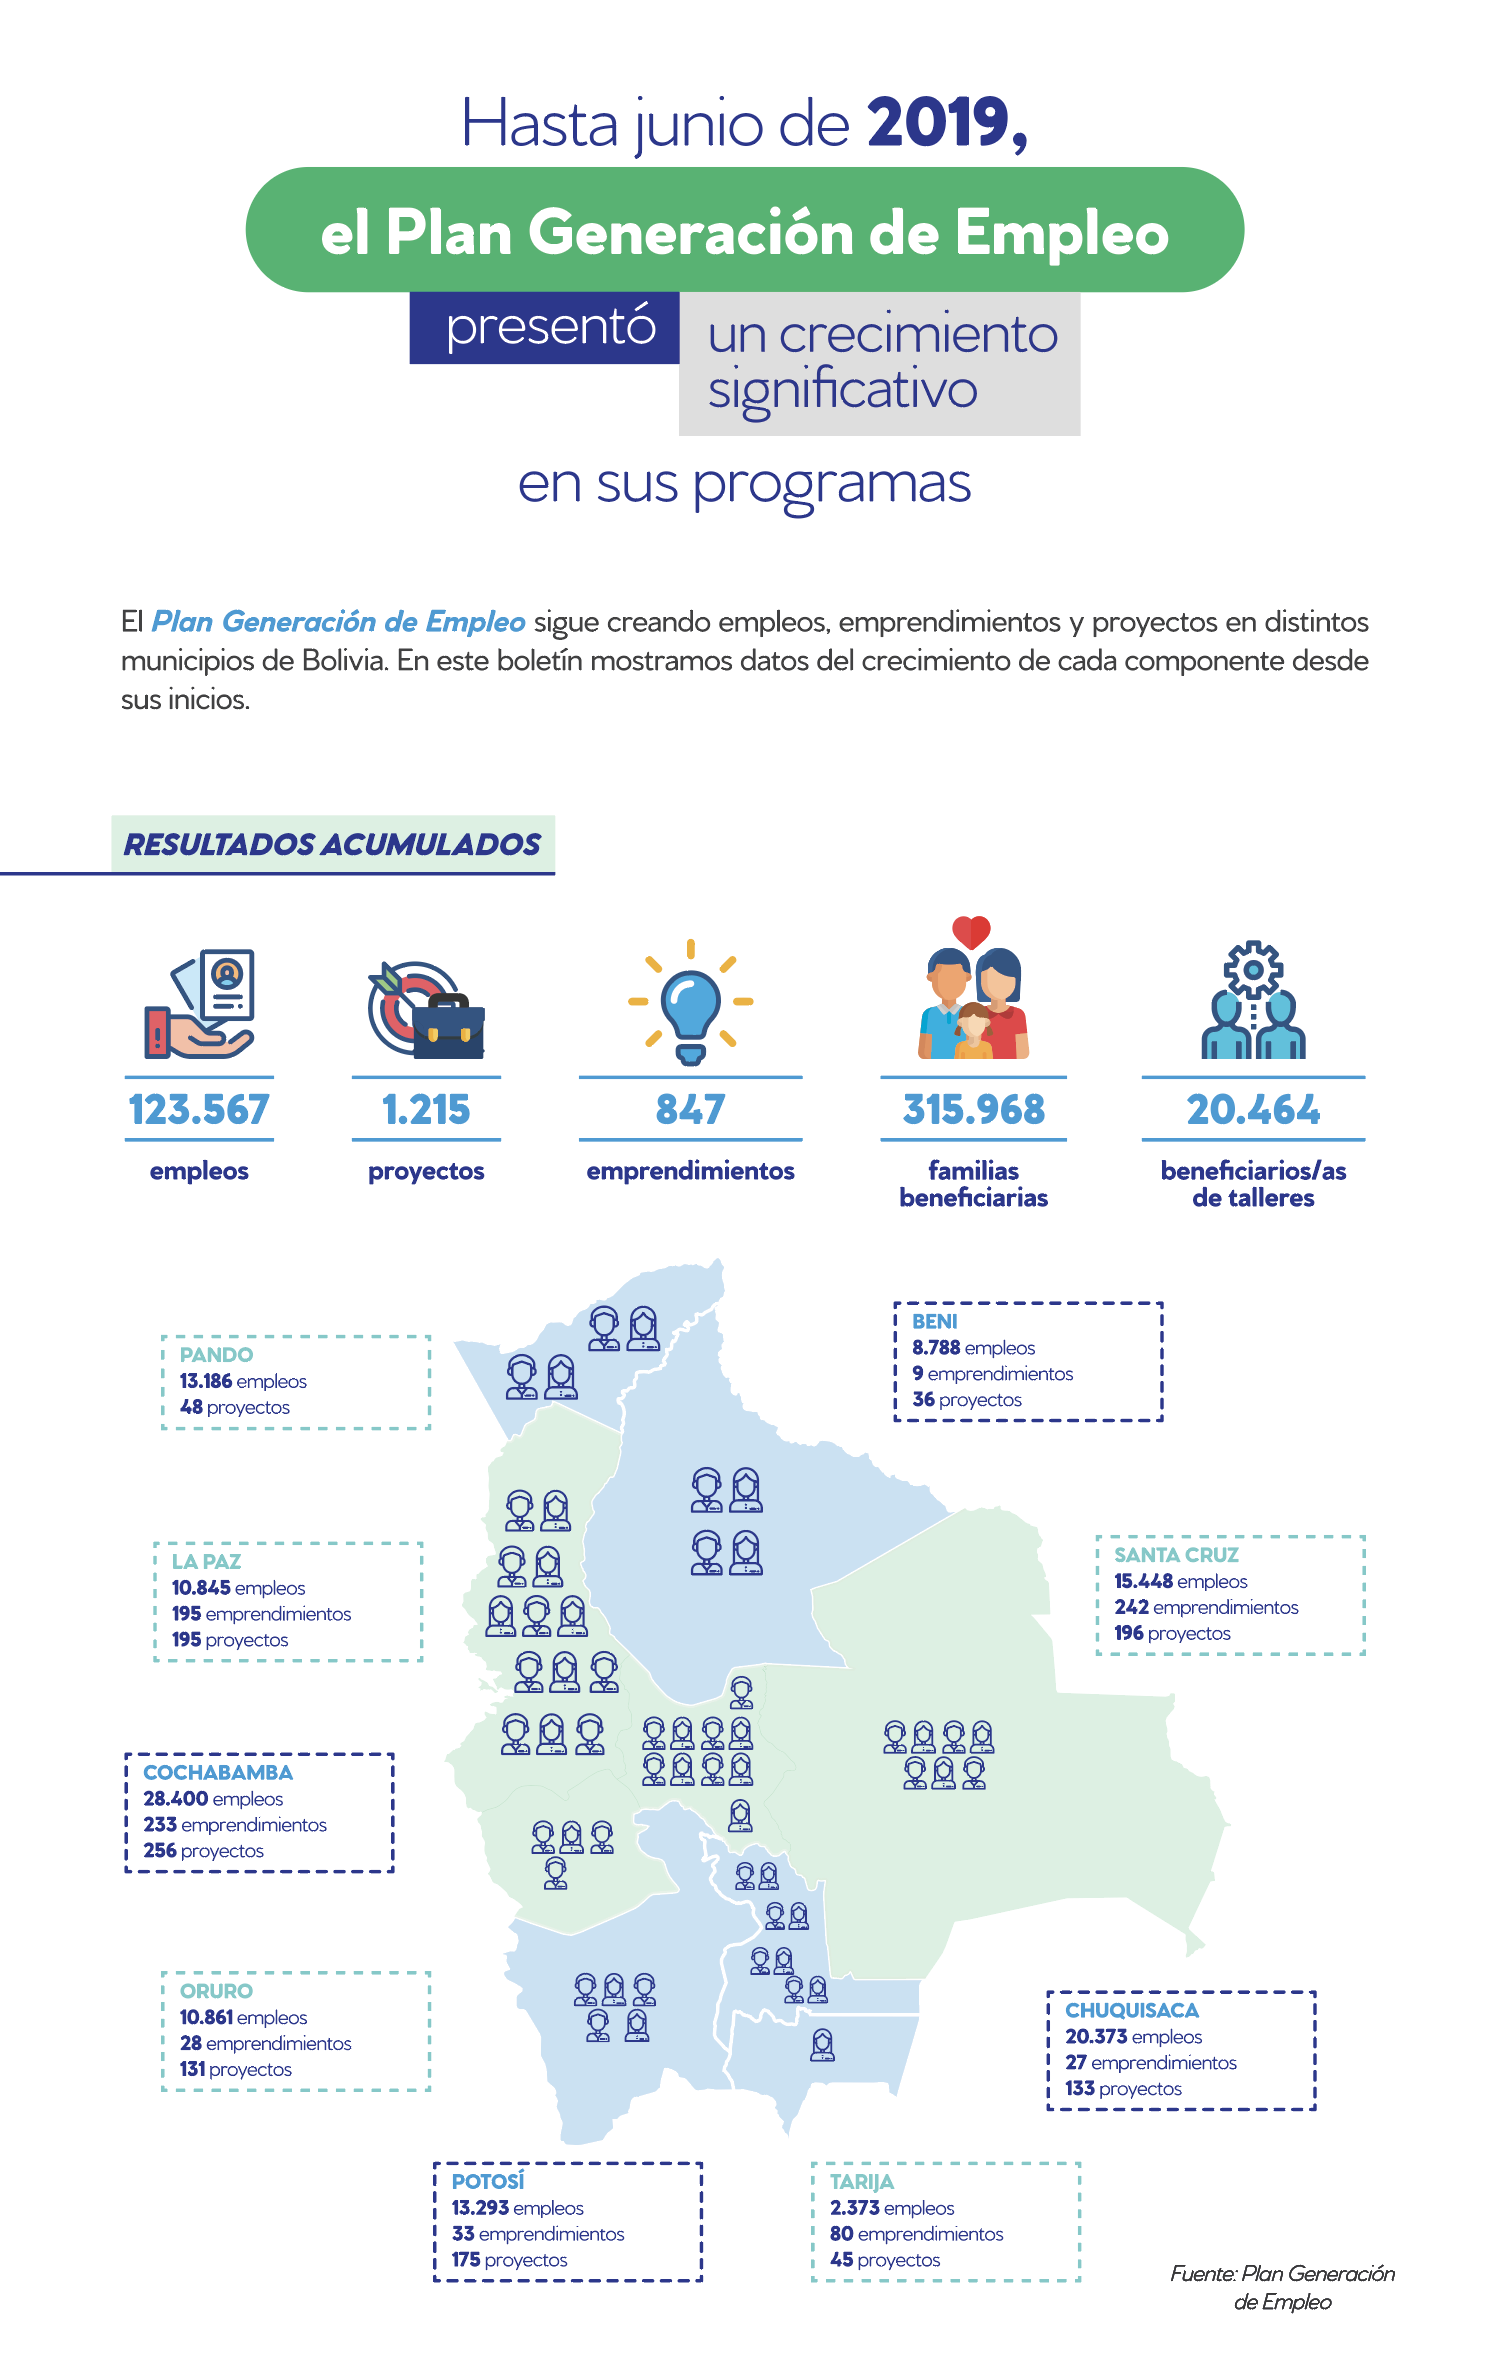 Hasta junio de 2019,
el Plan Generación de Empleo
presentó
un crecimiento
significativo
en sus programas
El Plan Generación de Empleo sigue creando empleos, emprendimientos y proyectos en distintos
municipios de Bolivia. En este boletín mostramos datos del crecimiento de cada componente desde
sus inicios.
RESULTADOS ACUMULADOS
123.567
empleos
1.215
proyectos
847
emprendimientos
315.968
familias
beneficiarias
20.464
beneficiarios/as
de talleres
PANDO
13.186 empleos
48 proyectos
BENI
8.788 empleos
9 emprendimientos
36 proyectos
LA PAZ
10.845 empleos
195 emprendimientos
195 proyectos
SANTA CRUZ
15.448 empleos
242 emprendimientos
196 proyectos
COCHABAMBA
28.400 empleos
233 emprendimientos
256 proyectos
ORURO
10.861 empleos
28 emprendimientos
131 proyectos
CHUQUISACA
20.373 empleos
27 emprendimientos
133 proyectos
POTOSÍ
13.293 empleos
33 emprendimientos
175 proyectos
TARIJA
2.373 empleos
80 emprendimientos
45 proyectos
Fuente: Plan Generación
de Empleo